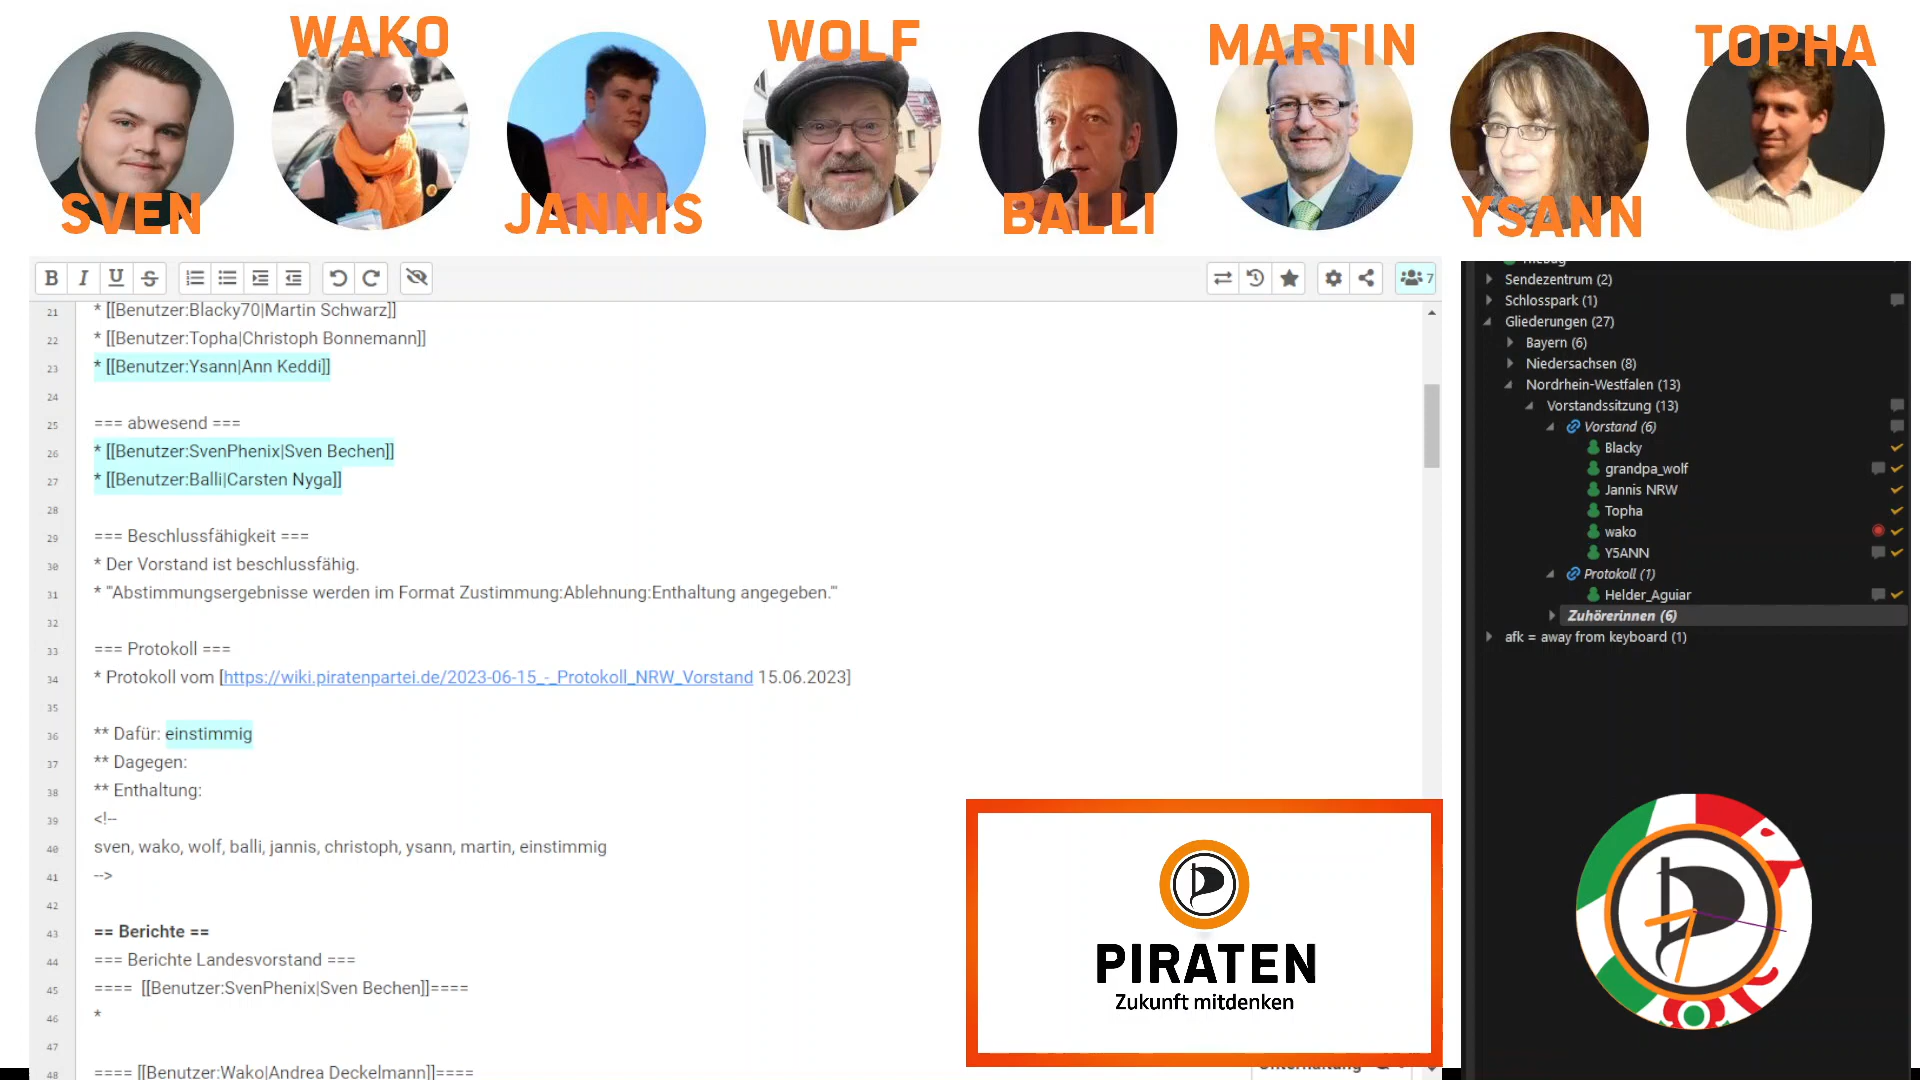 WAKO
WOLF
MARTIN
TOPHA
SVEN
JANNIS
BALLI
YSANN
B I U S
7
21 * [[Benutzer:Blacky70|Martin Schwarz]]
22 * [[Benutzer:Topha|Christoph Bonnemann]]
23 * [[Benutzer:Ysann|Ann Keddi]]
24
25 === abwesend ===
26 * [[Benutzer:SvenPhenix|Sven Bechen]]
27 * [[Benutzer:Balli|Carsten Nyga]]
28
29 === Beschlussfähigkeit ===
30 * Der Vorstand ist beschlussfähig.
31 * '''Abstimmungsergebnisse werden im Format Zustimmung:Ablehnung:Enthaltung angegeben.'''
32
33 === Protokoll ===
34 * Protokoll vom [https://wiki.piratenpartei.de/2023-06-15_-_Protokoll_NRW_Vorstand 15.06.2023]
35
36 ** Dafür: einstimmig
37 ** Dagegen:
38 ** Enthaltung:
39 <!--
40 sven, wako, wolf, balli, jannis, christoph, ysann, martin, einstimmig
41 -->
42
43 == Berichte ==
44 === Berichte Landesvorstand ===
45 ==== [[Benutzer:SvenPhenix|Sven Bechen]]====
46 *
47
48 ==== [[Benutzer:Wako|Andrea Deckelmann]]====
Sendezentrum (2)
Schlosspark (1)
Gliederungen (27)
Bayern (6)
Niedersachsen (8)
Nordrhein-Westfalen (13)
Vorstandssitzung (13)
Vorstand (6)
Blacky
grandpa_wolf
Jannis NRW
Topha
wako
Y5ANN
Protokoll (1)
Helder_Aguiar
Zuhörerinnen (6)
afk = away from keyboard (1)
PIRATEN
Zukunft mitdenken